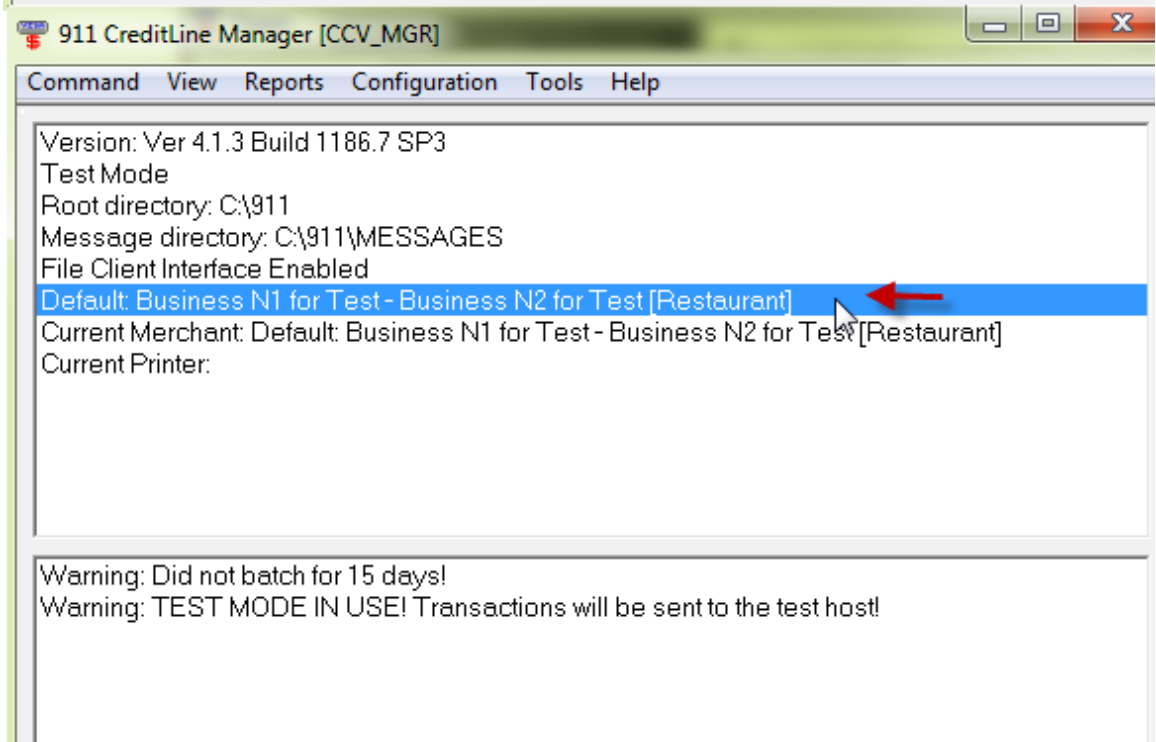 911 CreditLine Manager [CCV_MGR]
Command View Reports Configuration Tools Help
Version: Ver 4.1.3 Build 1186.7 SP3
Test Mode
Root directory: C:\911
Message directory: C:\911\MESSAGES
File Client Interface Enabled
Default: Business N1 for Test - Business N2 for Test [Restaurant]
Current Merchant: Default: Business N1 for Test - Business N2 for Test [Restaurant]
Current Printer:
Warning: Did not batch for 15 days!
Warning: TEST MODE IN USE! Transactions will be sent to the test host!